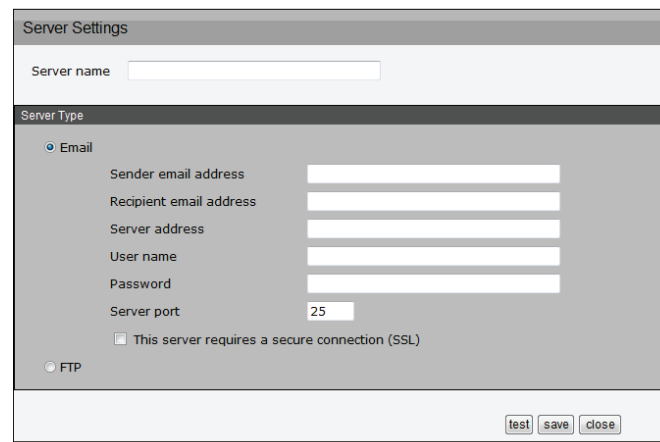 Server Settings
Server name
Server Type
Email
Sender email address
Recipient email address
Server address
User name
Password
Server port 25
This server requires a secure connection (SSL)
FTP
test save close